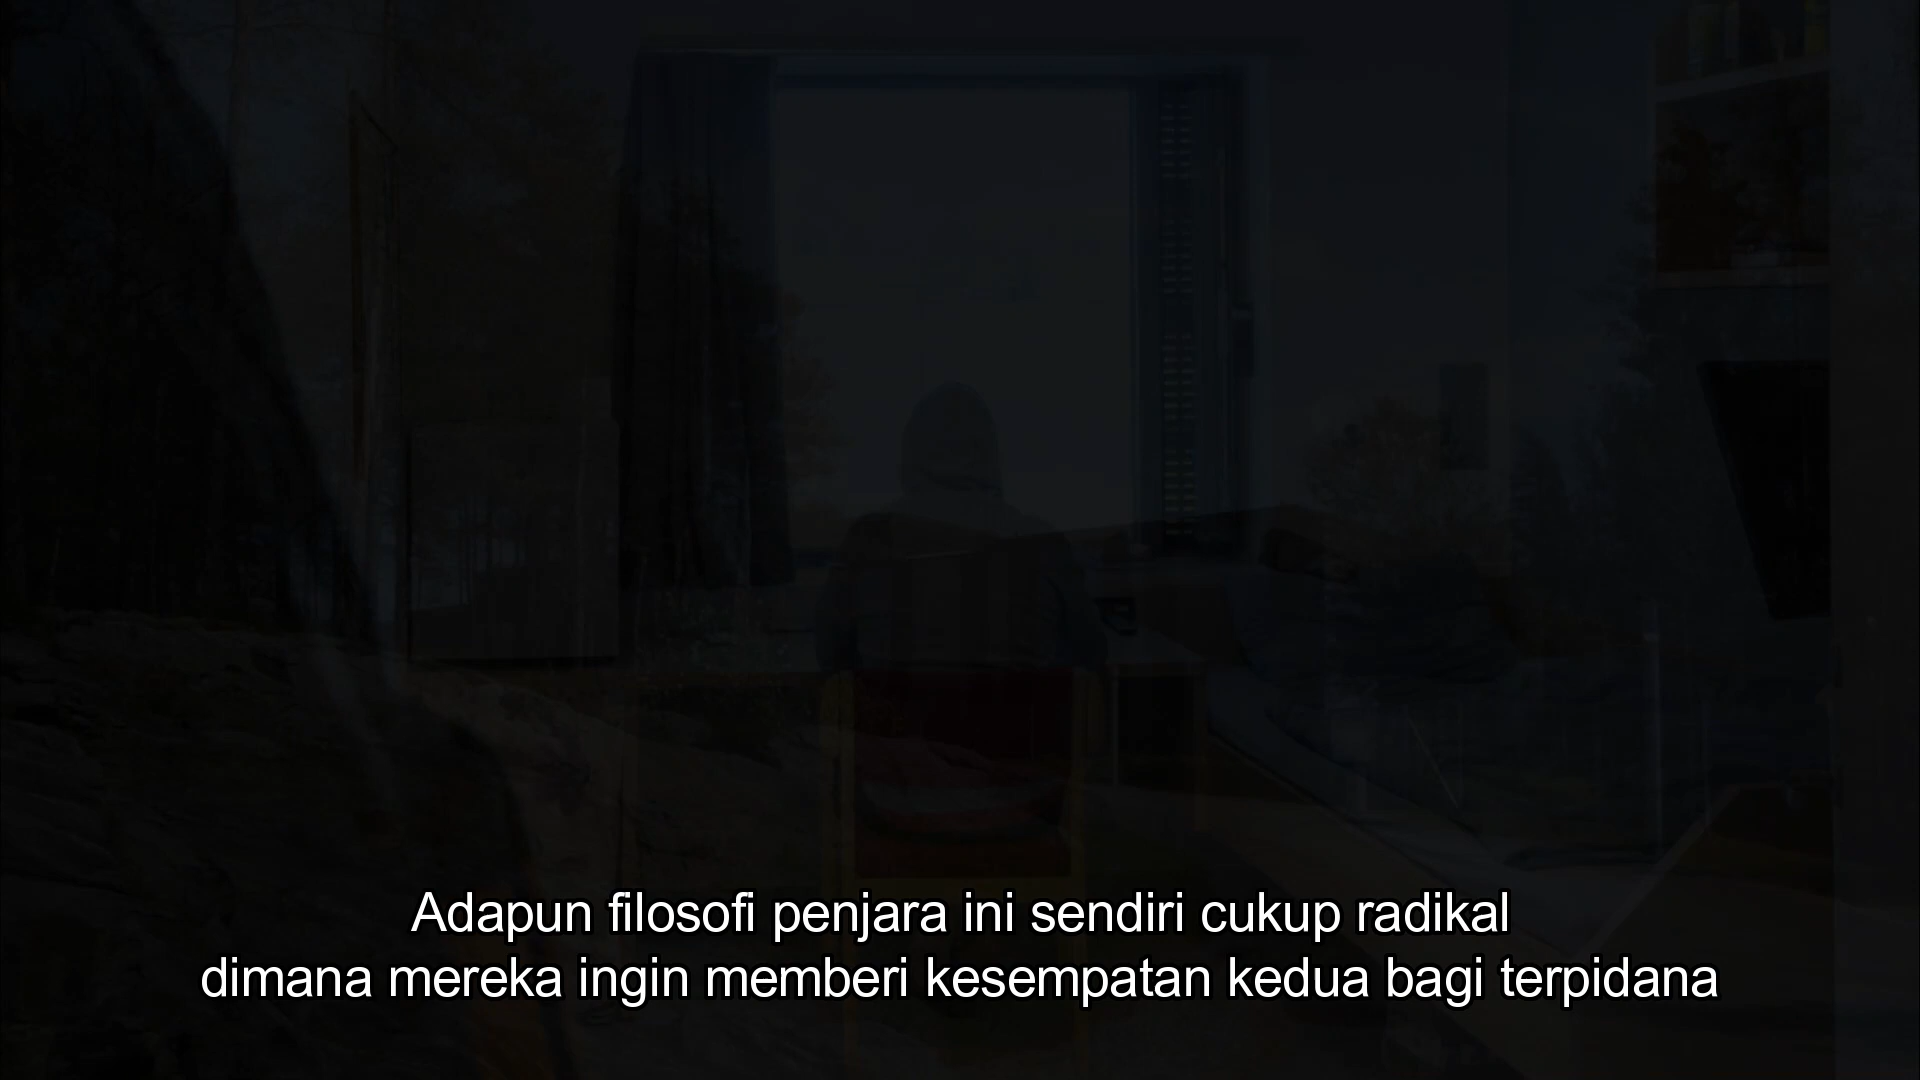 Adapun filosofi penjara ini sendiri cukup radikal
dimana mereka ingin memberi kesempatan kedua bagi terpidana